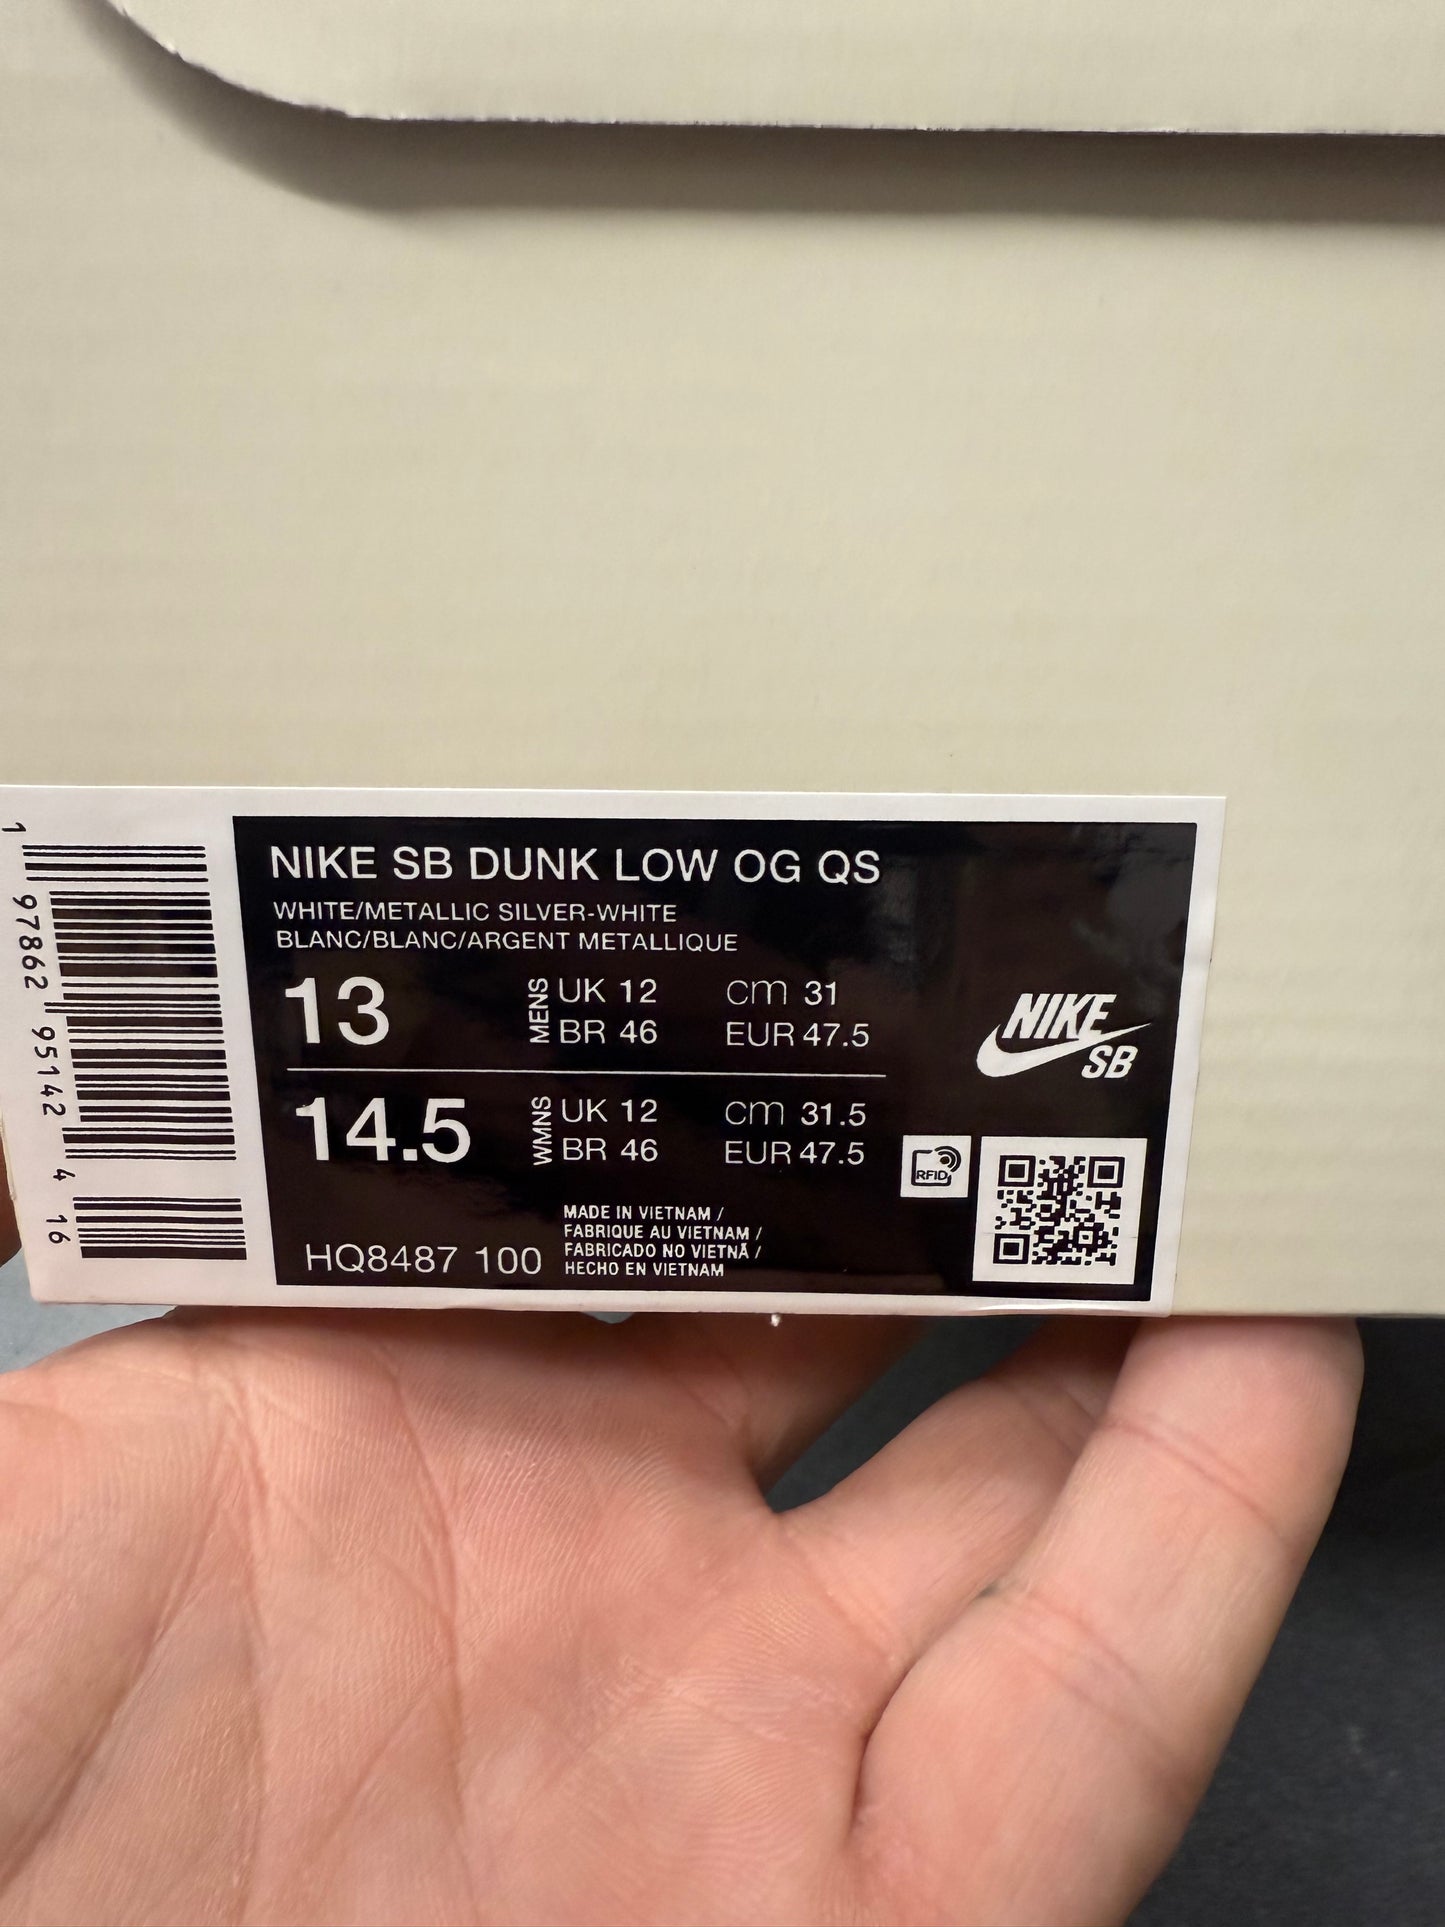 NIKE SB DUNK LOW OG QS
WHITE/METALLIC SILVER-WHITE
BLANC/BLANC/ARGENT METALLIQUE
13 MENS UK 12 cm 31
BR 46 EUR 47.5
14.5 WMNS UK 12 cm 31.5
BR 46 EUR 47.5
NIKE
SB
RFID
MADE IN VIETNAM /
FABRIQUE AU VIETNAM /
FABRICADO NO VIETNÃ /
HECHO EN VIETNAM
HQ8487 100
1 97862 95142 4 16